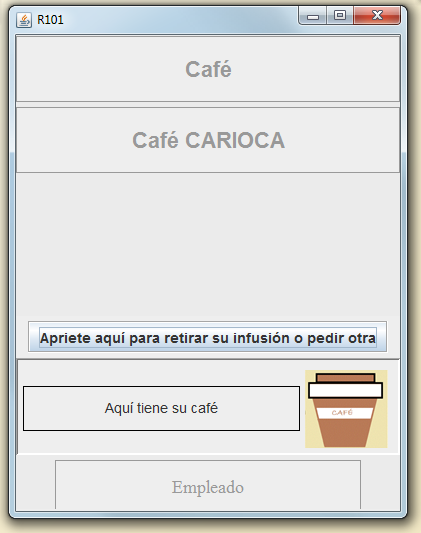 R101
Café
Café CARIOCA
Apriete aquí para retirar su infusión o pedir otra
Aquí tiene su café
CAFÉ
Empleado